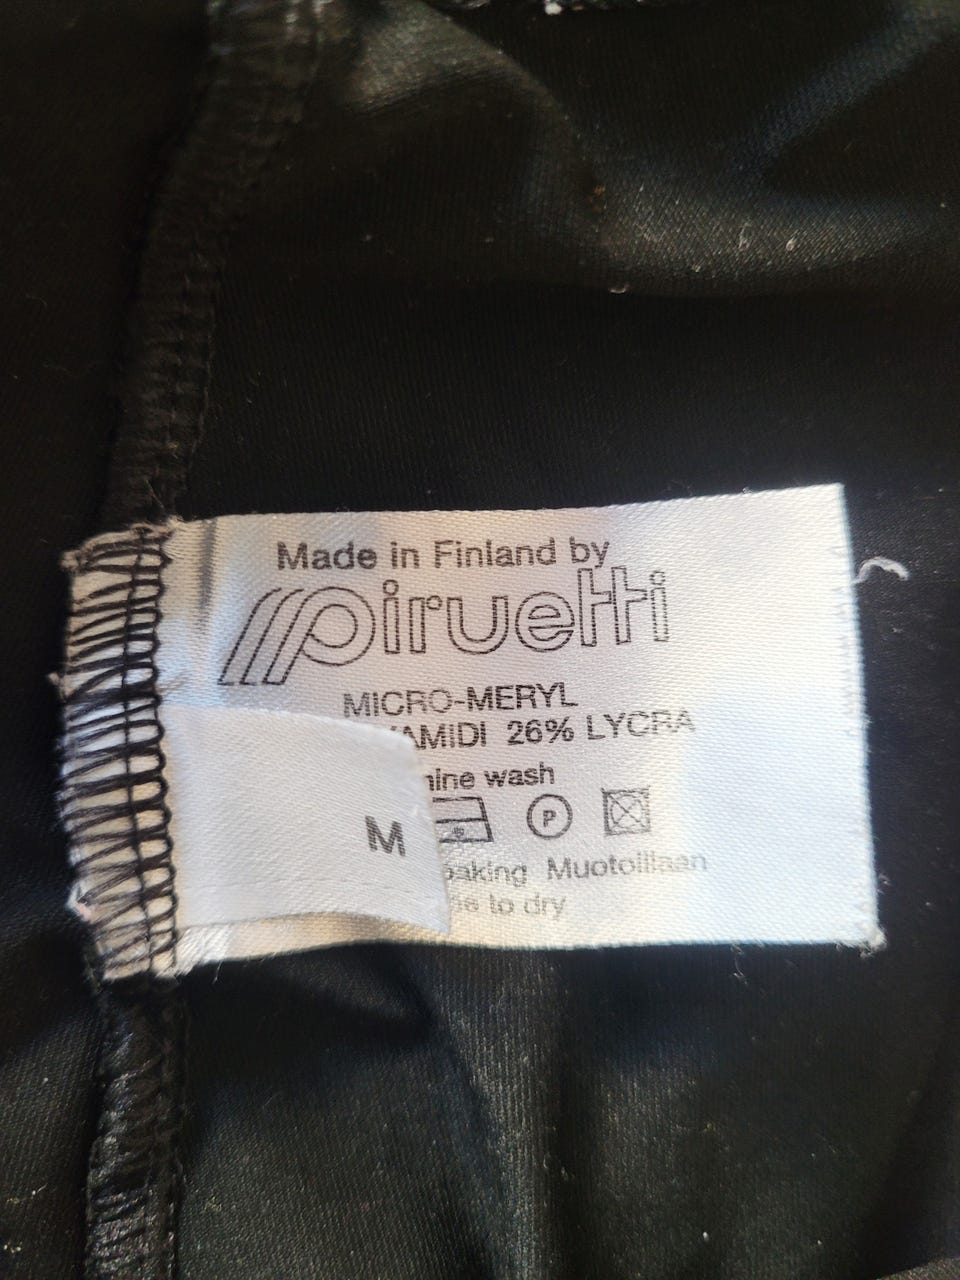 Made in Finland by
piruetti
MICRO-MERYL
26% LYCRA
wash
M
P
Muotoillaan
to dry